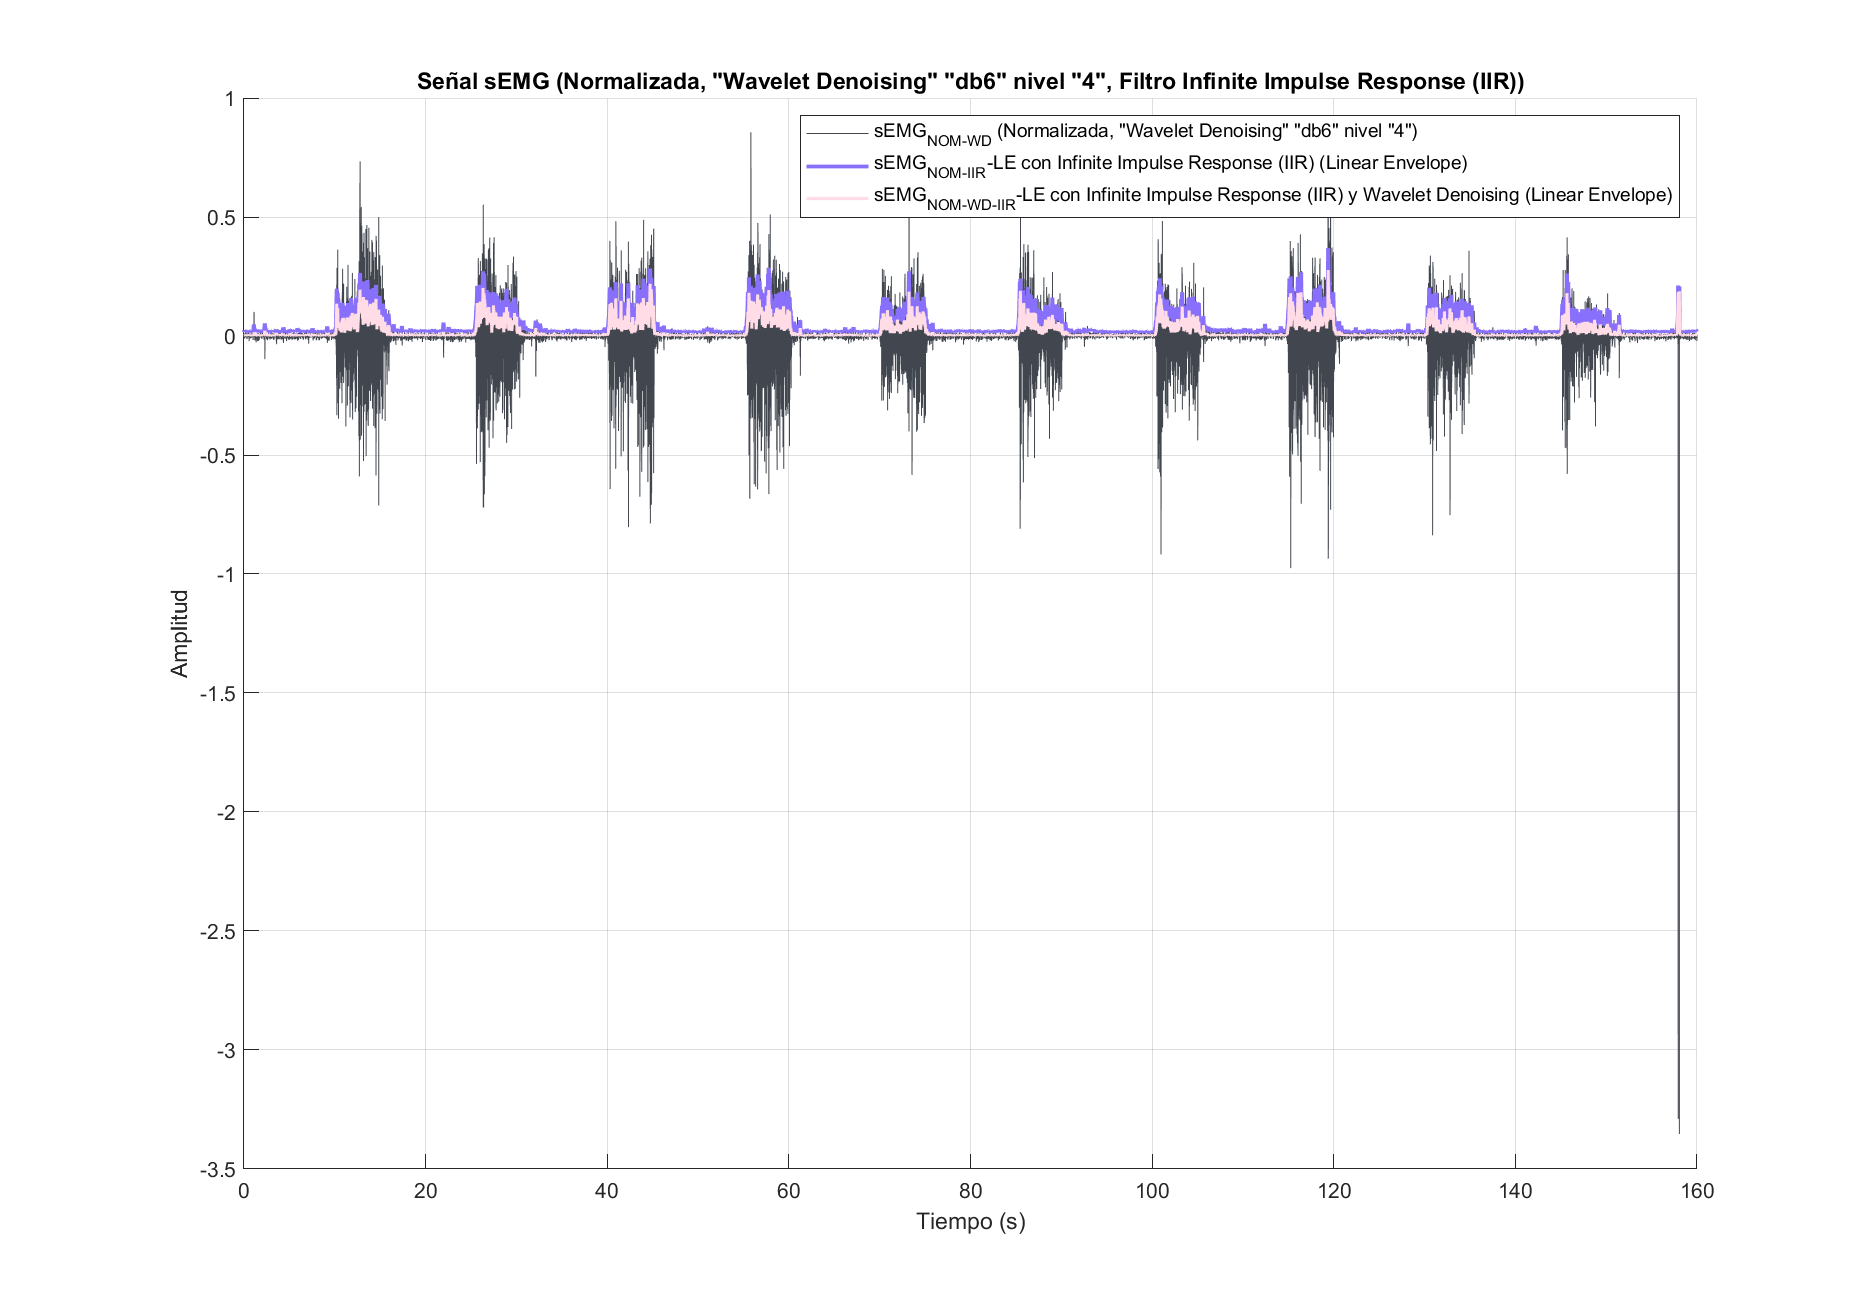 Señal sEMG (Normalizada, "Wavelet Denoising" "db6" nivel "4", Filtro Infinite Impulse Response (IIR))
sEMG_NOM-WD (Normalizada, "Wavelet Denoising" "db6" nivel "4")
sEMG_NOM-IIR-LE con Infinite Impulse Response (IIR) (Linear Envelope)
sEMG_NOM-WD-IIR-LE con Infinite Impulse Response (IIR) y Wavelet Denoising (Linear Envelope)
1
0.5
0
-0.5
-1
-1.5
-2
-2.5
-3
-3.5
Amplitud
0 20 40 60 80 100 120 140 160
Tiempo (s)